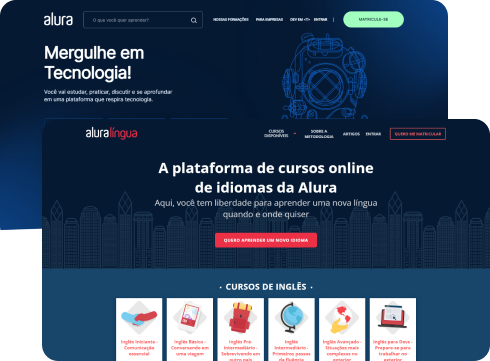 alura
O que você quer aprender?
NOSSAS FORMAÇÕES
PARA EMPRESAS
DEV EM <T>
ENTRAR
MATRICULE-SE
Mergulhe em
Tecnologia!
Você vai estudar, praticar, discutir e se aprofundar
em uma plataforma que respira tecnologia.
aluralíngua
CURSOS
DISPONÍVEIS
SOBRE A
METODOLOGIA
ARTIGOS
ENTRAR
QUERO ME MATRICULAR
A plataforma de cursos online
de idiomas da Alura
Aqui, você tem liberdade para aprender uma nova língua
quando e onde quiser
QUERO APRENDER UM NOVO IDIOMA
· CURSOS DE INGLÊS ·
Inglês Iniciante -
Comunicação
essencial
Inglês Básico -
Conversando em
uma viagem
Inglês Pré-
intermediário -
Sobrevivendo em
outro país
Inglês
Intermediário -
Primeiros passos
da fluência
Inglês Avançado -
Situações mais
complexas no
exterior
Inglês para Devs -
Prepare-se para
trabalhar no
exterior